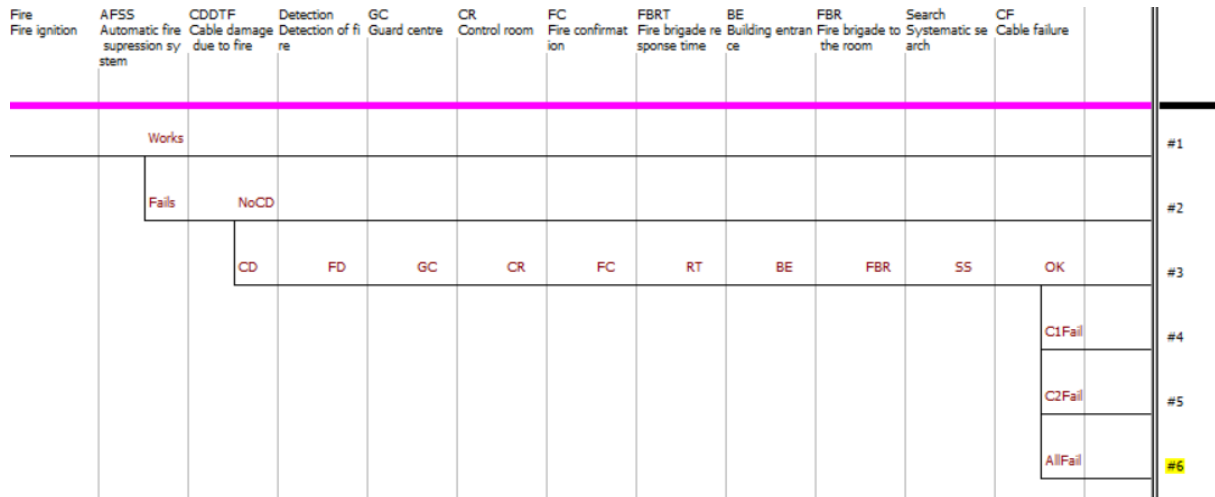 Fire AFSS CDDTF Detection GC CR FC FBRT BE FBR Search CF
Fire ignition Automatic fire Cable damage Detection of fi Guard centre Control room Fire confirmat Fire brigade re Building entran Fire brigade to Systematic se Cable failure
supression sy due to fire re ion sponse time ce the room arch
stem
Works #1
Fails NoCD #2
CD FD GC CR FC RT BE FBR SS OK #3
C1Fail #4
C2Fail #5
AllFail #6